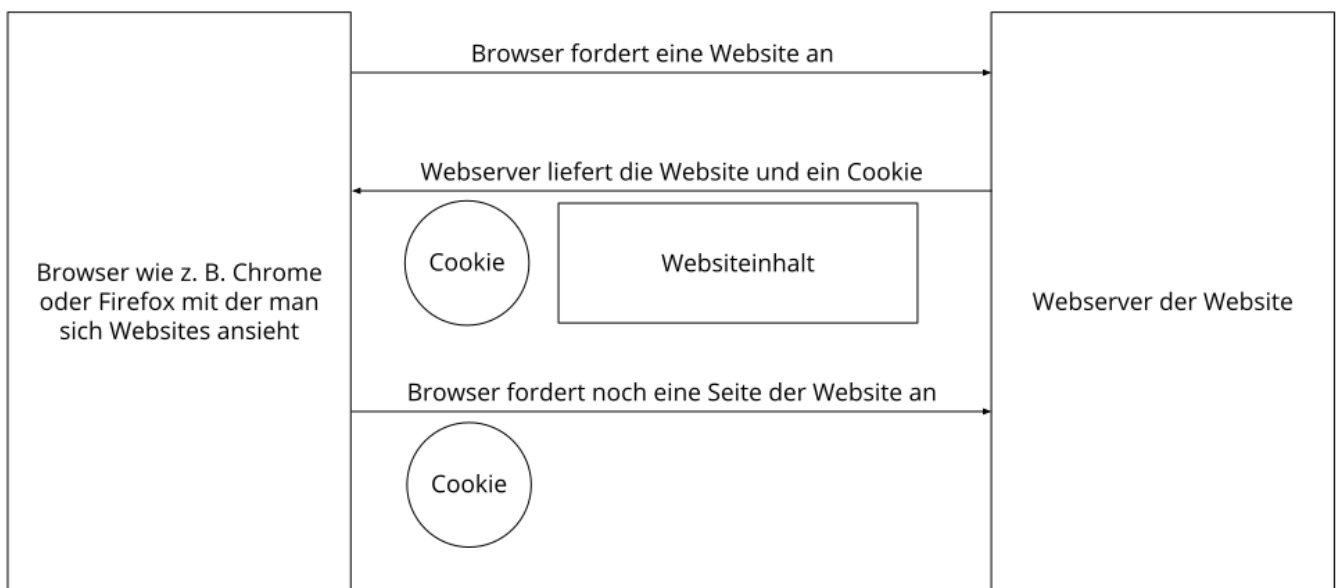 Browser fordert eine Website an
Webserver liefert die Website und ein Cookie
Cookie
Websiteinhalt
Browser wie z. B. Chrome
oder Firefox mit der man
sich Websites ansieht
Webserver der Website
Browser fordert noch eine Seite der Website an
Cookie